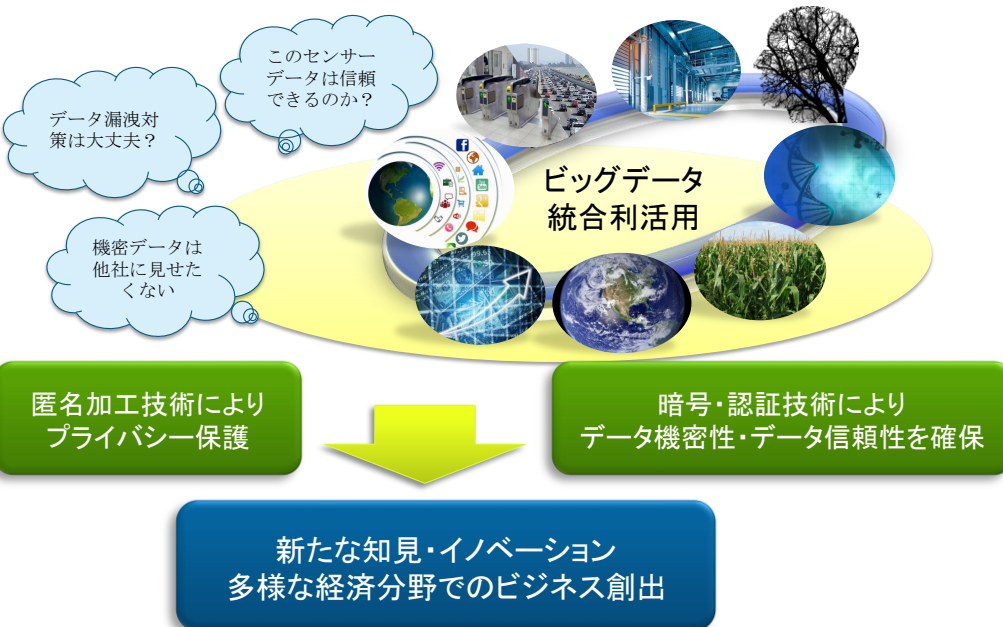 このセンサー
データは信頼
できるのか？
データ漏洩対
策は大丈夫？
機密データは
他社に見せた
くない
ビッグデータ
統合利活用
匿名加工技術により
プライバシー保護
暗号・認証技術により
データ機密性・データ信頼性を確保
新たな知見・イノベーション
多様な経済分野でのビジネス創出